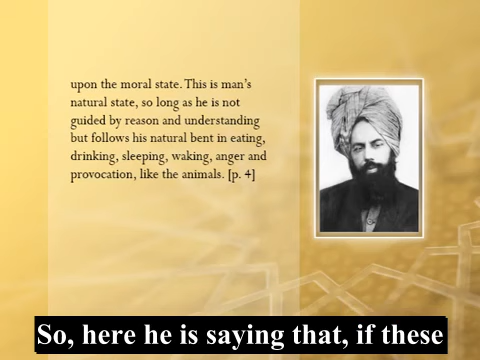 upon the moral state. This is man's
natural state, so long as he is not
guided by reason and understanding
but follows his natural bent in eating,
drinking, sleeping, waking, anger and
provocation, like the animals. [p. 4]
So, here he is saying that, if these